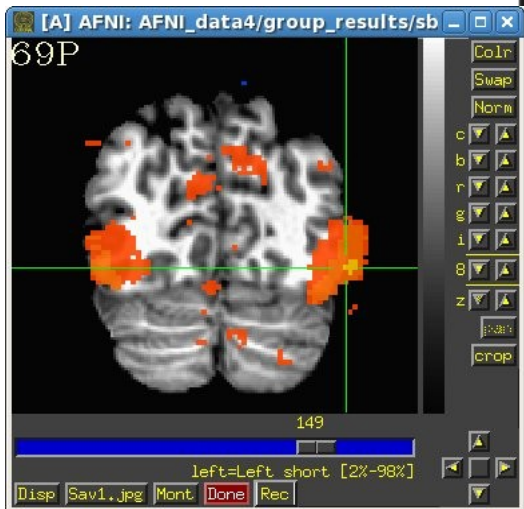 [A] AFNI: AFNI_data4/group_results/sb
69P
Colr
Swap
Norm
c
b
r
g
i
8
z
crop
149
left=Left short [2%-98%]
Disp Sav1.jpg Mont Done Rec